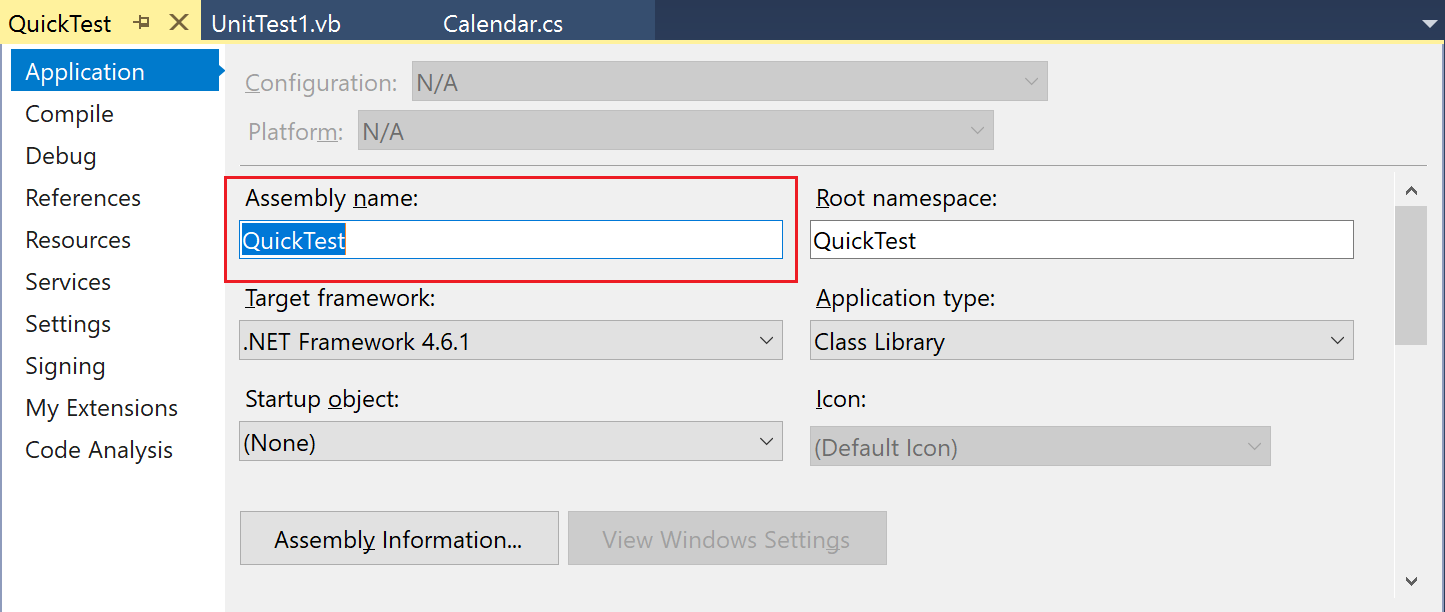 QuickTest UnitTest1.vb Calendar.cs
Application
Compile
Debug
References
Resources
Services
Settings
Signing
My Extensions
Code Analysis
Configuration: N/A
Platform: N/A
Assembly name: Root namespace:
QuickTest QuickTest
Target framework: Application type:
.NET Framework 4.6.1 Class Library
Startup object: Icon:
(None) (Default Icon)
Assembly Information... View Windows Settings